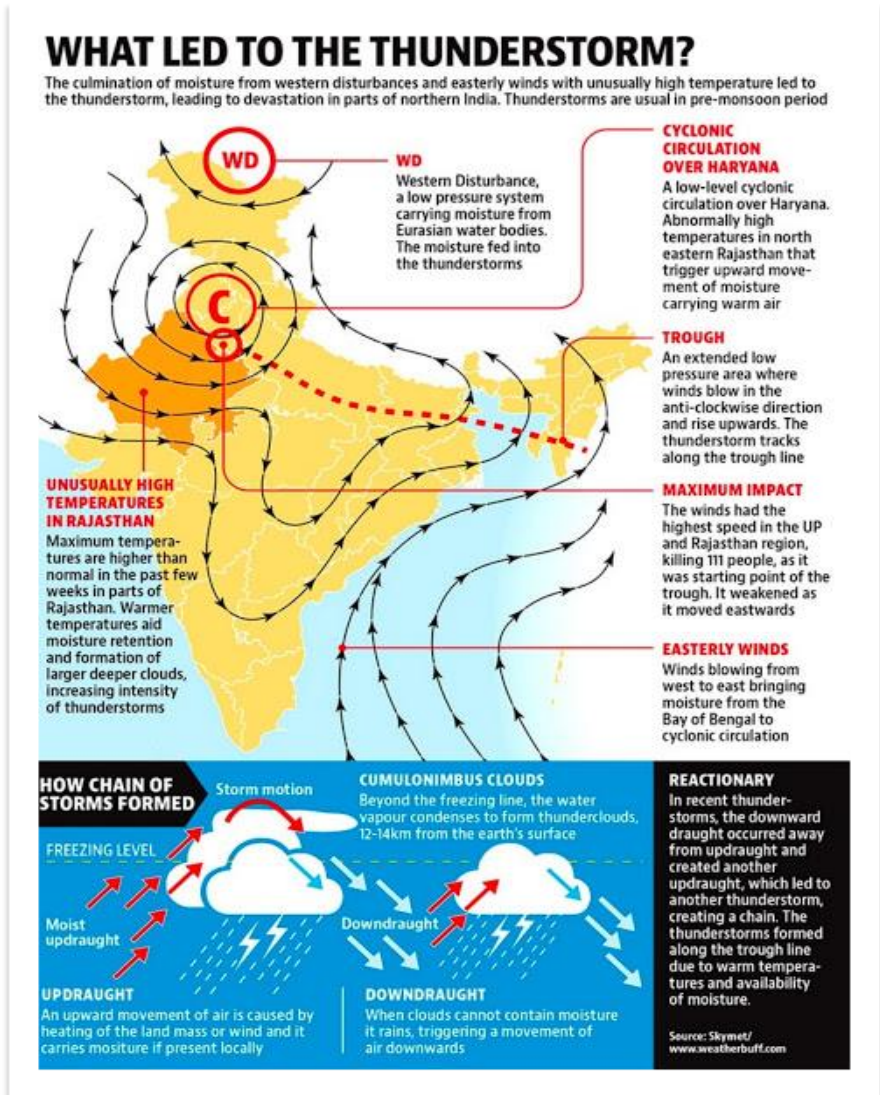 WHAT LED TO THE THUNDERSTORM?
The culmination of moisture from western disturbances and easterly winds with unusually high temperature led to
the thunderstorm, leading to devastation in parts of northern India. Thunderstorms are usual in pre-monsoon period
WD
WD
Western Disturbance,
a low pressure system
carrying moisture from
Eurasian water bodies.
The moisture fed into
the thunderstorms
CYCLONIC
CIRCULATION
OVER HARYANA
A low-level cyclonic
circulation over Haryana.
Abnormally high
temperatures in north
eastern Rajasthan that
trigger upward move-
ment of moisture
carrying warm air
C
TROUGH
An extended low
pressure area where
winds blow in the
anti-clockwise direction
and rise upwards. The
thunderstorm tracks
along the trough line
UNUSUALLY HIGH
TEMPERATURES
IN RAJASTHAN
Maximum tempera-
tures are higher than
normal in the past few
weeks in parts of
Rajasthan. Warmer
temperatures aid
moisture retention
and formation of
larger deeper clouds,
increasing intensity
of thunderstorms
MAXIMUM IMPACT
The winds had the
highest speed in the UP
and Rajasthan region,
killing 111 people, as it
was starting point of the
trough. It weakened as
it moved eastwards
EASTERLY WINDS
Winds blowing from
west to east bringing
moisture from the
Bay of Bengal to
cyclonic circulation
HOW CHAIN OF
STORMS FORMED
Storm motion
FREEZING LEVEL
Moist
updraught
CUMULONIMBUS CLOUDS
Beyond the freezing line, the water
vapour condenses to form thunderclouds,
12-14km from the earth's surface
Downdraught
UPDRAUGHT
An upward movement of air is caused by
heating of the land mass or wind and it
carries mositure if present locally
DOWNDRAUGHT
When clouds cannot contain moisture
it rains, triggering a movement of
air downwards
REACTIONARY
In recent thunder-
storms, the downward
draught occurred away
from updraught and
created another
updraught, which led to
another thunderstorm,
creating a chain. The
thunderstorms formed
along the trough line
due to warm tempera-
tures and availability
of moisture.
Source: Skymet/
www.weatherbuff.com